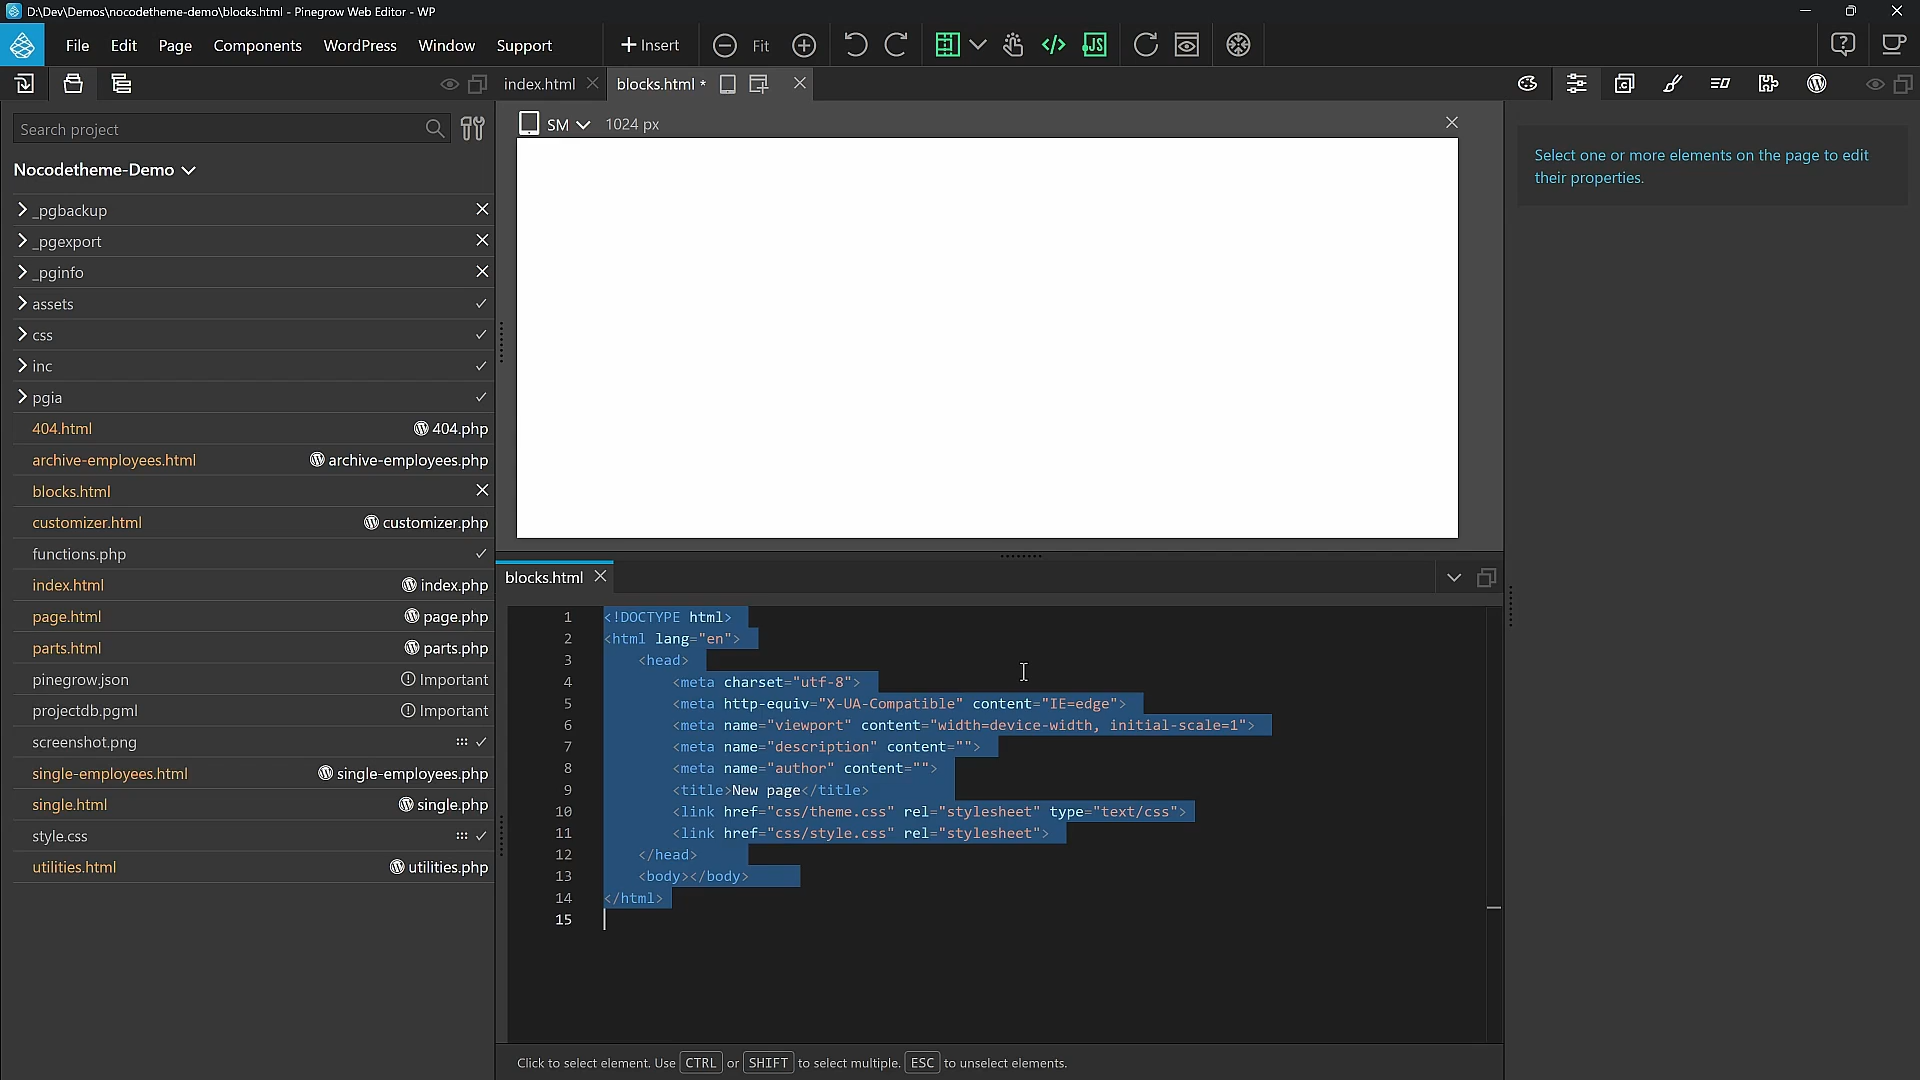 D:\Dev\Demos\nocodetheme-demo\blocks.html - Pinegrow Web Editor - WP
File Edit Page Components WordPress Window Support
Insert
Fit
JS
index.html
blocks.html *
Search project
SM 1024 px
Select one or more elements on the page to edit
their properties.
Nocodetheme-Demo
_pgbackup
_pgexport
_pginfo
assets
css
inc
pgia
404.html 404.php
archive-employees.html archive-employees.php
blocks.html
customizer.html customizer.php
functions.php
index.html index.php
page.html page.php
parts.html parts.php
pinegrow.json Important
projectdb.pgml Important
screenshot.png
single-employees.html single-employees.php
single.html single.php
style.css
utilities.html utilities.php
blocks.html
1 <!DOCTYPE html>
2 <html lang="en">
3 <head>
4 <meta charset="utf-8">
5 <meta http-equiv="X-UA-Compatible" content="IE=edge">
6 <meta name="viewport" content="width=device-width, initial-scale=1">
7 <meta name="description" content="">
8 <meta name="author" content="">
9 <title>New page</title>
10 <link href="css/theme.css" rel="stylesheet" type="text/css">
11 <link href="css/style.css" rel="stylesheet">
12 </head>
13 <body></body>
14 </html>
15
Click to select element. Use CTRL or SHIFT to select multiple. ESC to unselect elements.